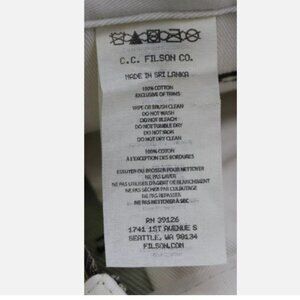 C.C. FILSON CO.
MADE IN SRI LANKA
100% COTTON
EXCLUSIVE OF TRIMS
WIPE OR BRUSH CLEAN
DO NOT WASH
DO NOT BLEACH
DO NOT TUMBLE DRY
DO NOT IRON
DO NOT DRY CLEAN
100% COTTON
À L'EXCEPTION DES BORDURES
ESSUYER OU BROSSER POUR NETTOYER
NE PAS LAVER
NE PAS UTILISER D'AGENT DE BLANCHIMENT
NE PAS SÉCHER PAR CULBUTAGE
NE PAS REPASSER
NE PAS NETTOYER À SEC
RN 39126
1741 1ST AVENUE S
SEATTLE, WA 98134
FILSON.COM